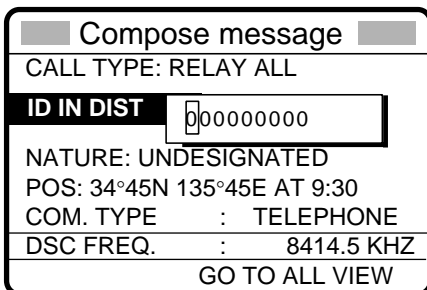 Compose message
CALL TYPE: RELAY ALL
ID IN DIST 000000000
NATURE: UNDESIGNATED
POS: 34°45N 135°45E AT 9:30
COM. TYPE : TELEPHONE
DSC FREQ. : 8414.5 KHZ
GO TO ALL VIEW